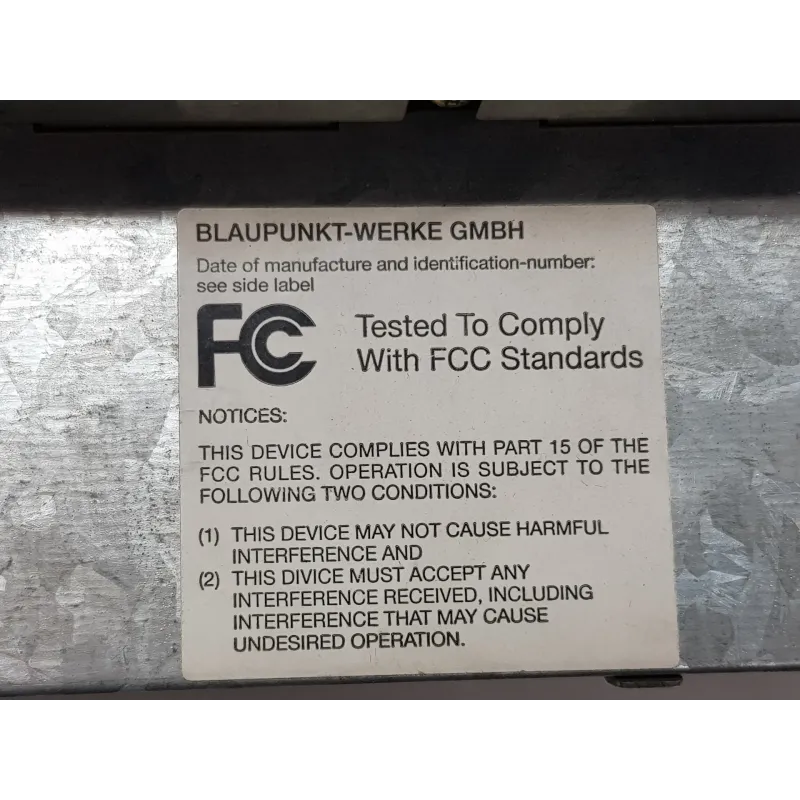 BLAUPUNKT-WERKE GMBH
Date of manufacture and identification-number:
see side label
FC Tested To Comply
With FCC Standards
NOTICES:
THIS DEVICE COMPLIES WITH PART 15 OF THE
FCC RULES. OPERATION IS SUBJECT TO THE
FOLLOWING TWO CONDITIONS:
(1) THIS DEVICE MAY NOT CAUSE HARMFUL
INTERFERENCE AND
(2) THIS DIVICE MUST ACCEPT ANY
INTERFERENCE RECEIVED, INCLUDING
INTERFERENCE THAT MAY CAUSE
UNDESIRED OPERATION.